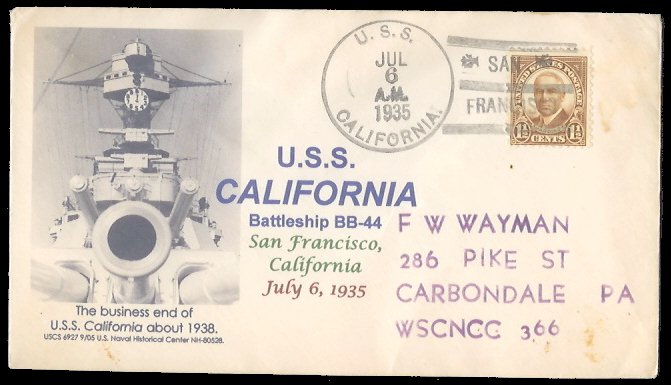 U. S. S.
JUL
6
A.M.
1935
CALIFORNIA.
SAN
FRANCIS
UNITED STATES POSTAGE
1½ 1½
CENTS
U.S.S.
CALIFORNIA
Battleship BB-44
San Francisco,
California
July 6, 1935
F W WAYMAN
286 PIKE ST
CARBONDALE PA
WSCNCC 366
The business end of
U.S.S. California about 1938.
USCS 6927 9/05 U.S. Naval Historical Center NH-80528.